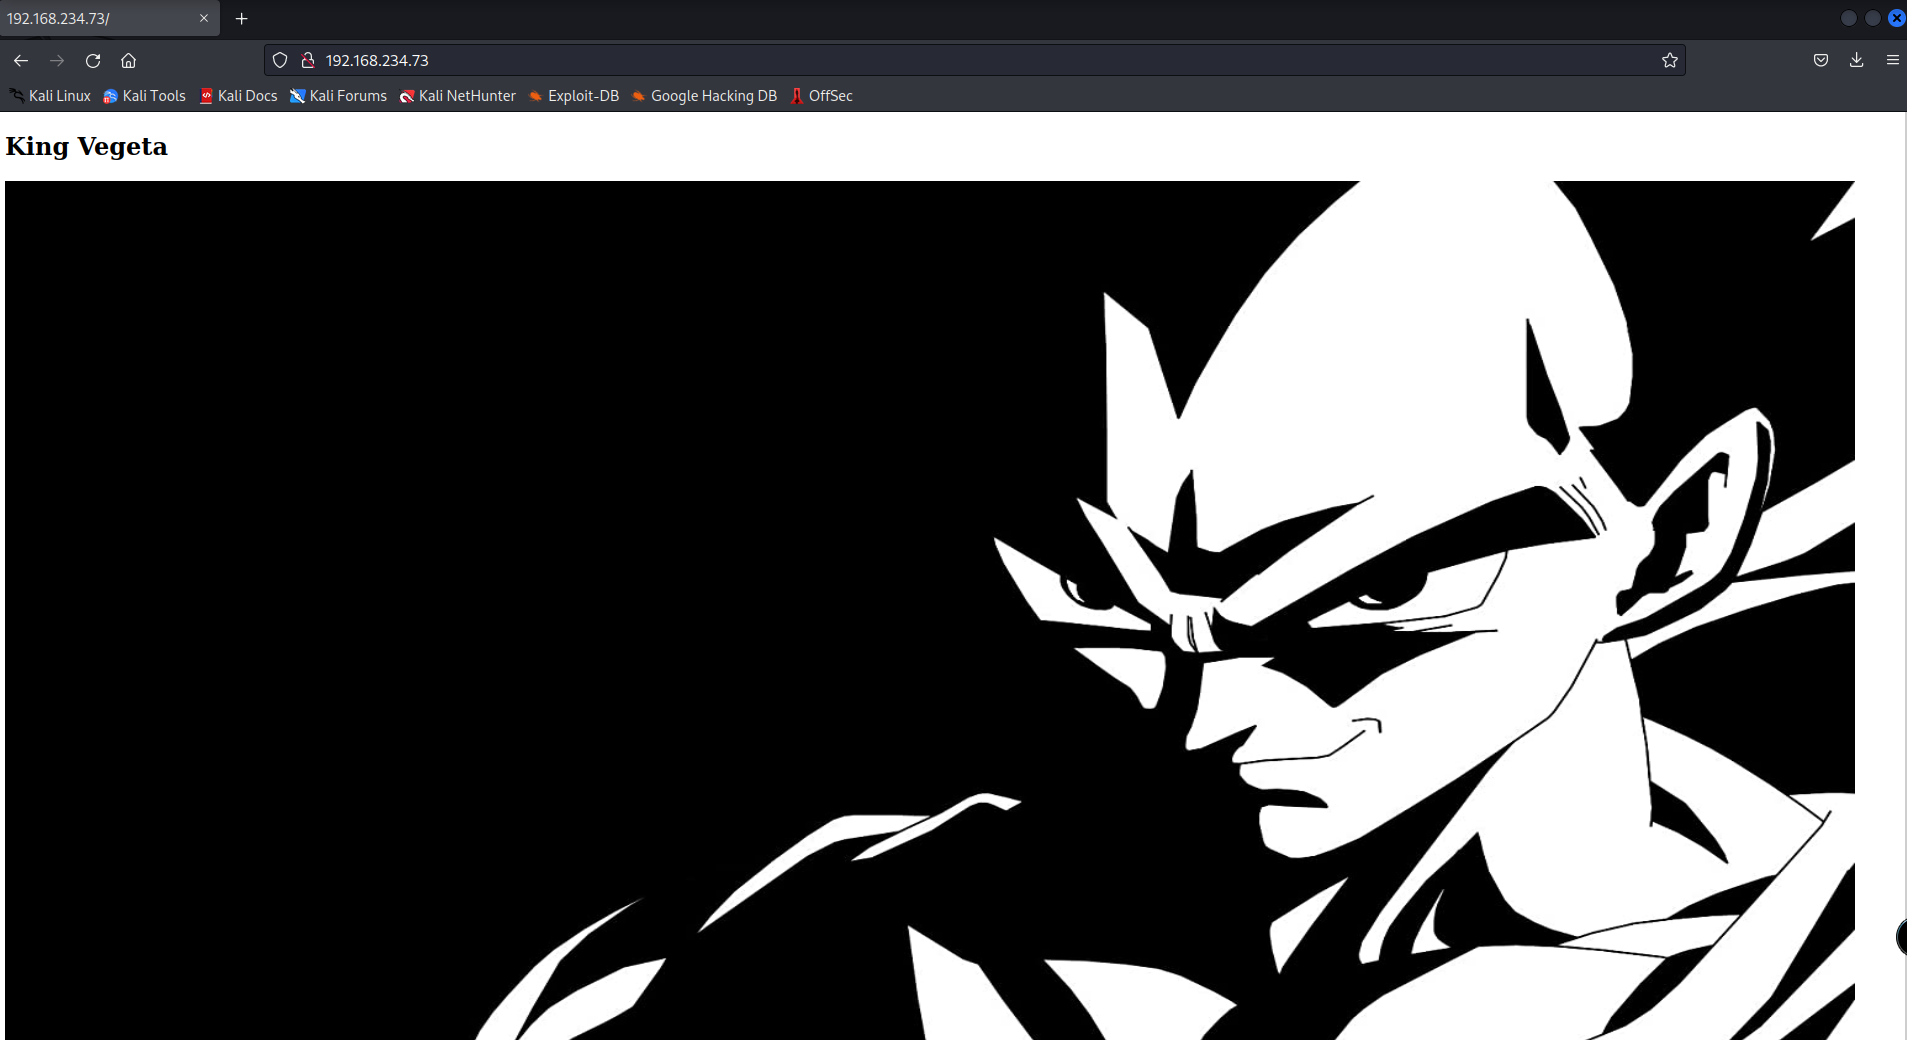 192.168.234.73/
192.168.234.73
Kali Linux Kali Tools Kali Docs Kali Forums Kali NetHunter Exploit-DB Google Hacking DB OffSec
King Vegeta